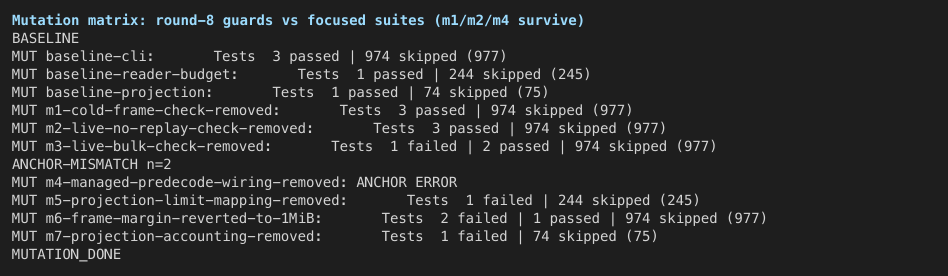 Mutation matrix: round-8 guards vs focused suites (m1/m2/m4 survive)
BASELINE
MUT baseline-cli:       Tests  3 passed | 974 skipped (977)
MUT baseline-reader-budget:       Tests  1 passed | 244 skipped (245)
MUT baseline-projection:       Tests  1 passed | 74 skipped (75)
MUT m1-cold-frame-check-removed:       Tests  3 passed | 974 skipped (977)
MUT m2-live-no-replay-check-removed:       Tests  3 passed | 974 skipped (977)
MUT m3-live-bulk-check-removed:       Tests  1 failed | 2 passed | 974 skipped (977)
ANCHOR-MISMATCH n=2
MUT m4-managed-predecode-wiring-removed: ANCHOR ERROR
MUT m5-projection-limit-mapping-removed:       Tests  1 failed | 244 skipped (245)
MUT m6-frame-margin-reverted-to-1MiB:       Tests  2 failed | 1 passed | 974 skipped (977)
MUT m7-projection-accounting-removed:       Tests  1 failed | 74 skipped (75)
MUTATION_DONE